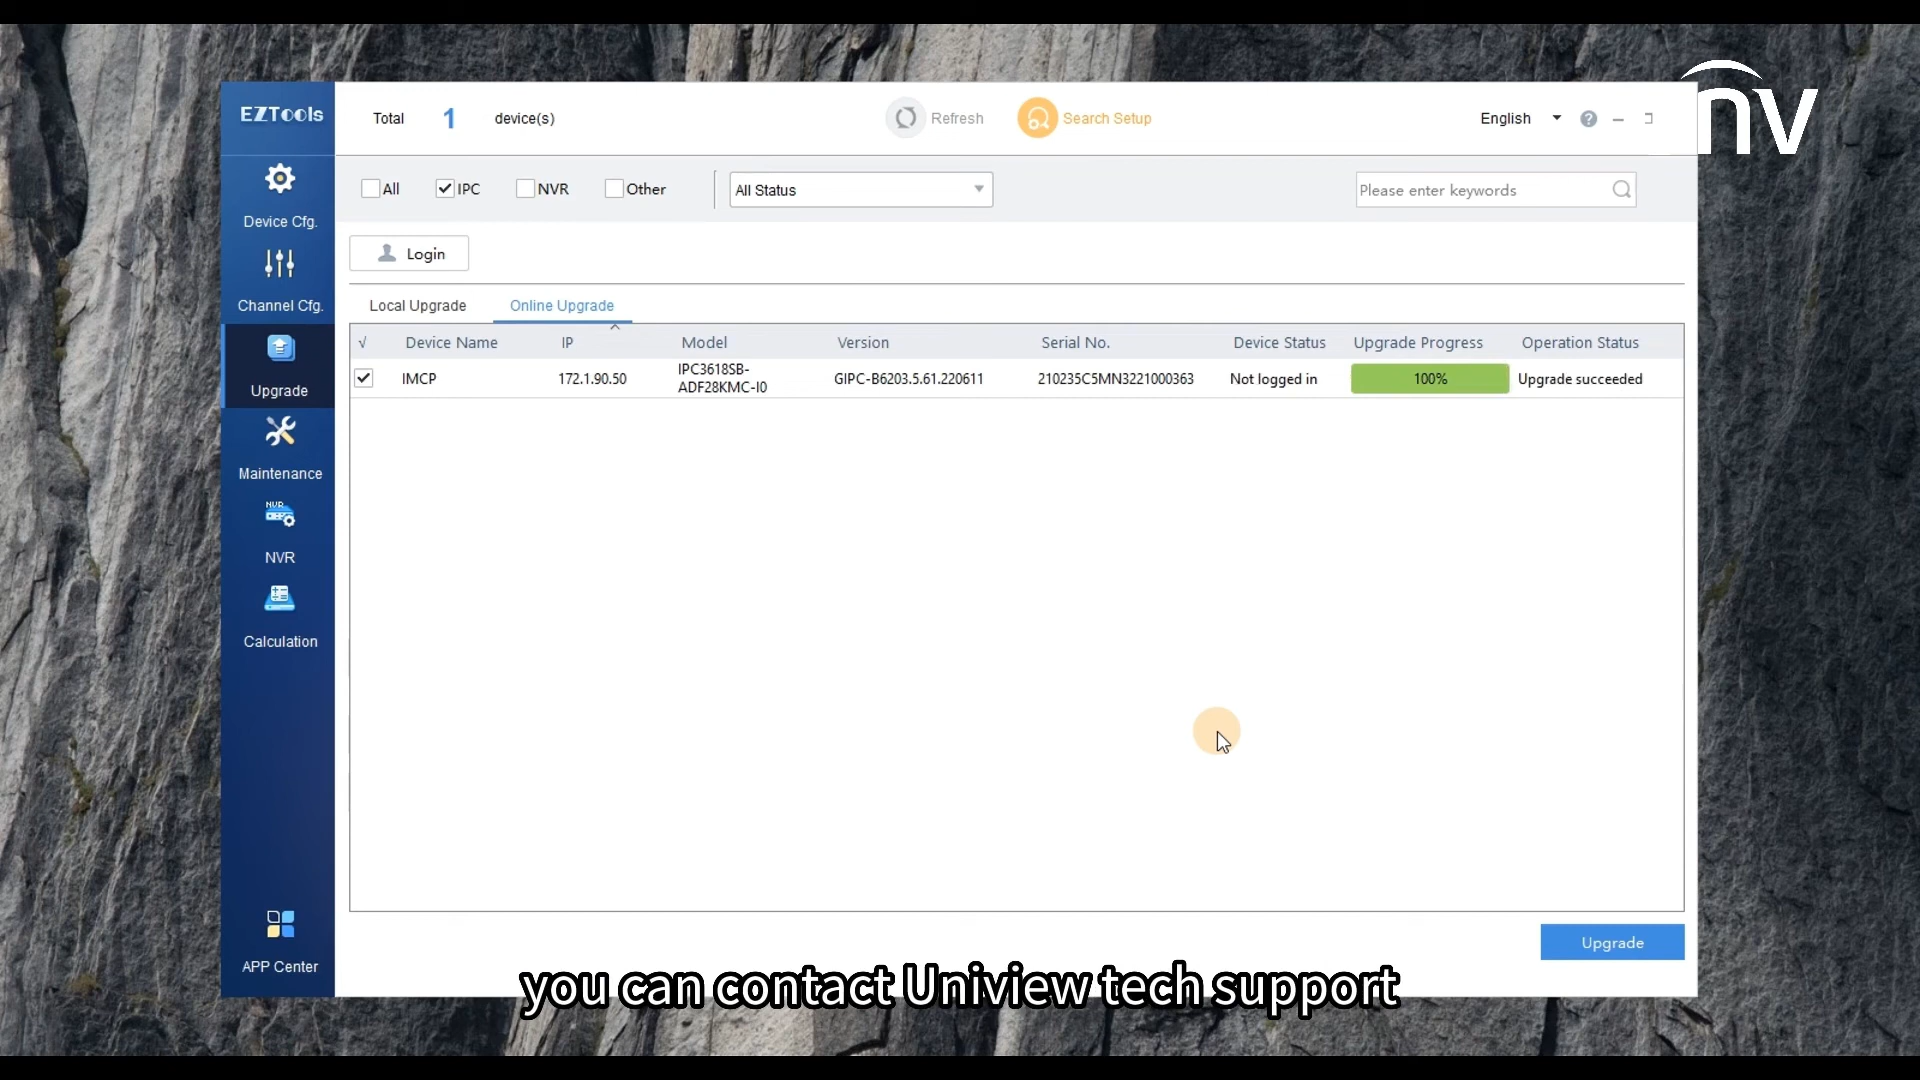 nv
EZTools
Total 1 device(s)
Refresh
Search Setup
English
All
IPC
NVR
Other
All Status
Please enter keywords
Device Cfg.
Login
Channel Cfg.
Local Upgrade
Online Upgrade
√ Device Name IP Model Version Serial No. Device Status Upgrade Progress Operation Status
IMCP 172.1.90.50 IPC3618SB-ADF28KMC-I0 GIPC-B6203.5.61.220611 210235C5MN3221000363 Not logged in 100% Upgrade succeeded
Upgrade
Maintenance
NVR
NVR
Calculation
APP Center
Upgrade
you can contact Uniview tech support